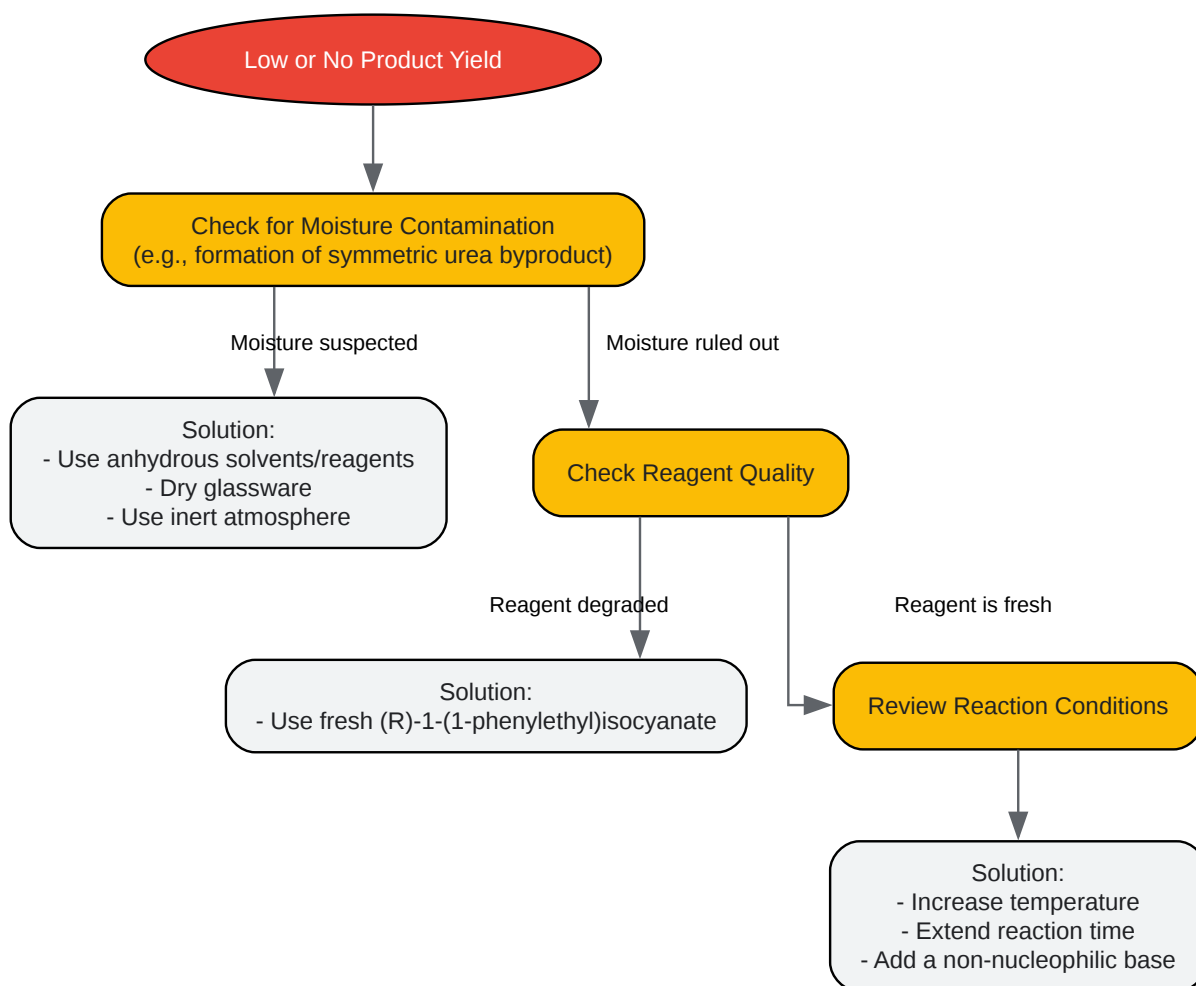 Low or No Product Yield
Check for Moisture Contamination
(e.g., formation of symmetric urea byproduct)
Moisture suspected
Moisture ruled out
Solution:
- Use anhydrous solvents/reagents
- Dry glassware
- Use inert atmosphere
Check Reagent Quality
Reagent degraded
Reagent is fresh
Solution:
- Use fresh (R)-1-(1-phenylethyl)isocyanate
Review Reaction Conditions
Solution:
- Increase temperature
- Extend reaction time
- Add a non-nucleophilic base